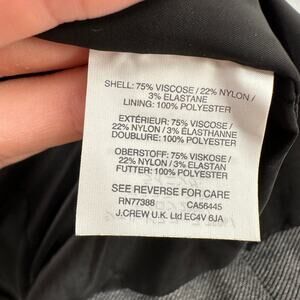 SHELL: 75% VISCOSE / 22% NYLON /
3% ELASTANE
LINING: 100% POLYESTER
EXTÉRIEUR: 75% VISCOSE /
22% NYLON / 3% ÉLASTHANNE
DOUBLURE: 100% POLYESTER
OBERSTOFF: 75% VISKOSE /
22% NYLON / 3% ELASTAN
FUTTER: 100% POLYESTER
SEE REVERSE FOR CARE
RN77388 CA56445
J.CREW U.K. Ltd EC4V 6JA